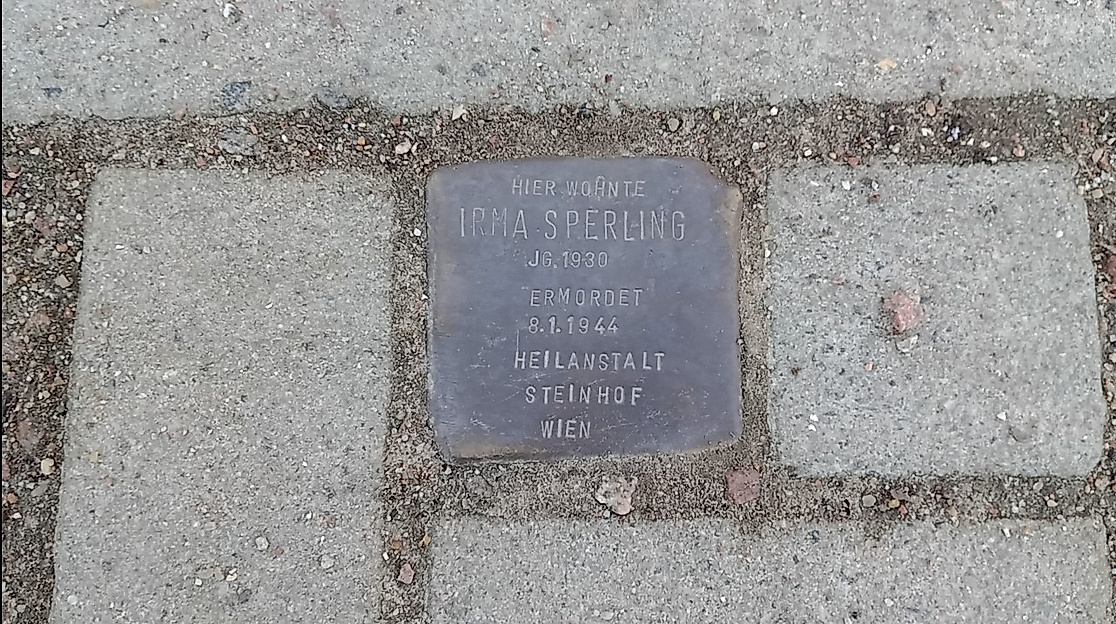 HIER WOHNTE
IRMA SPERLING
JG. 1930
ERMORDET
8.1.1944
HEILANSTALT
STEINHOF
WIEN